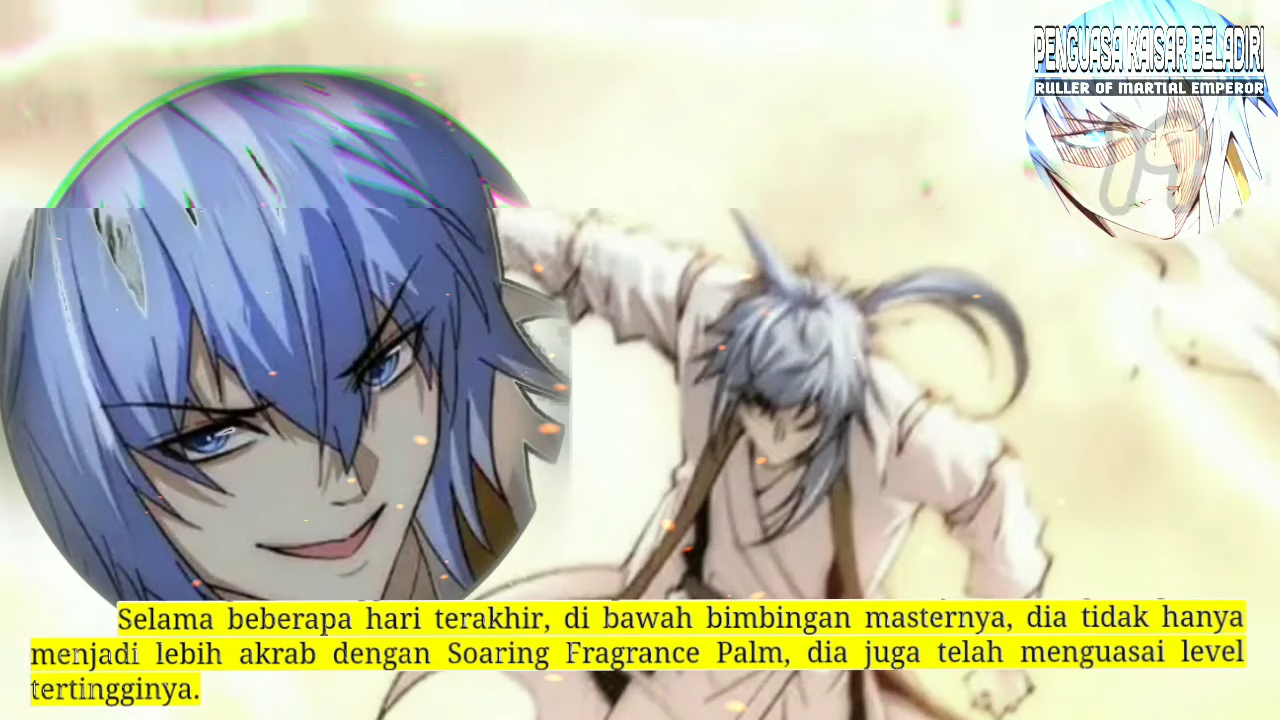 PENGUASA KAISAR BELADIRI
RULLER OF MARTIAL EMPEROR
Selama beberapa hari terakhir, di bawah bimbingan masternya, dia tidak hanya
menjadi lebih akrab dengan Soaring Fragrance Palm, dia juga telah menguasai level
tertingginya.